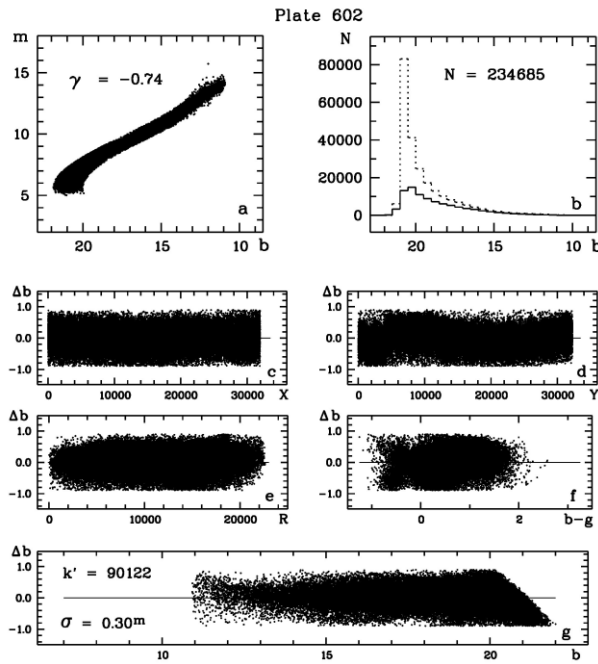 Plate 602
m
15
10
5
γ = −0.74
a
20 15 10 b
N
80000
60000
40000
20000
0
N = 234685
b
20 15 10 b
Δb
1.0
0.0
-1.0
c
0 10000 20000 30000 X
Δb
1.0
0.0
-1.0
d
0 10000 20000 30000 Y
Δb
1.0
0.0
-1.0
e
0 10000 20000 R
Δb
1.0
0.0
-1.0
f
0 2 b-g
Δb
1.0
0.0
-1.0
k' = 90122
σ = 0.30ᵐ
g
10 15 20 b